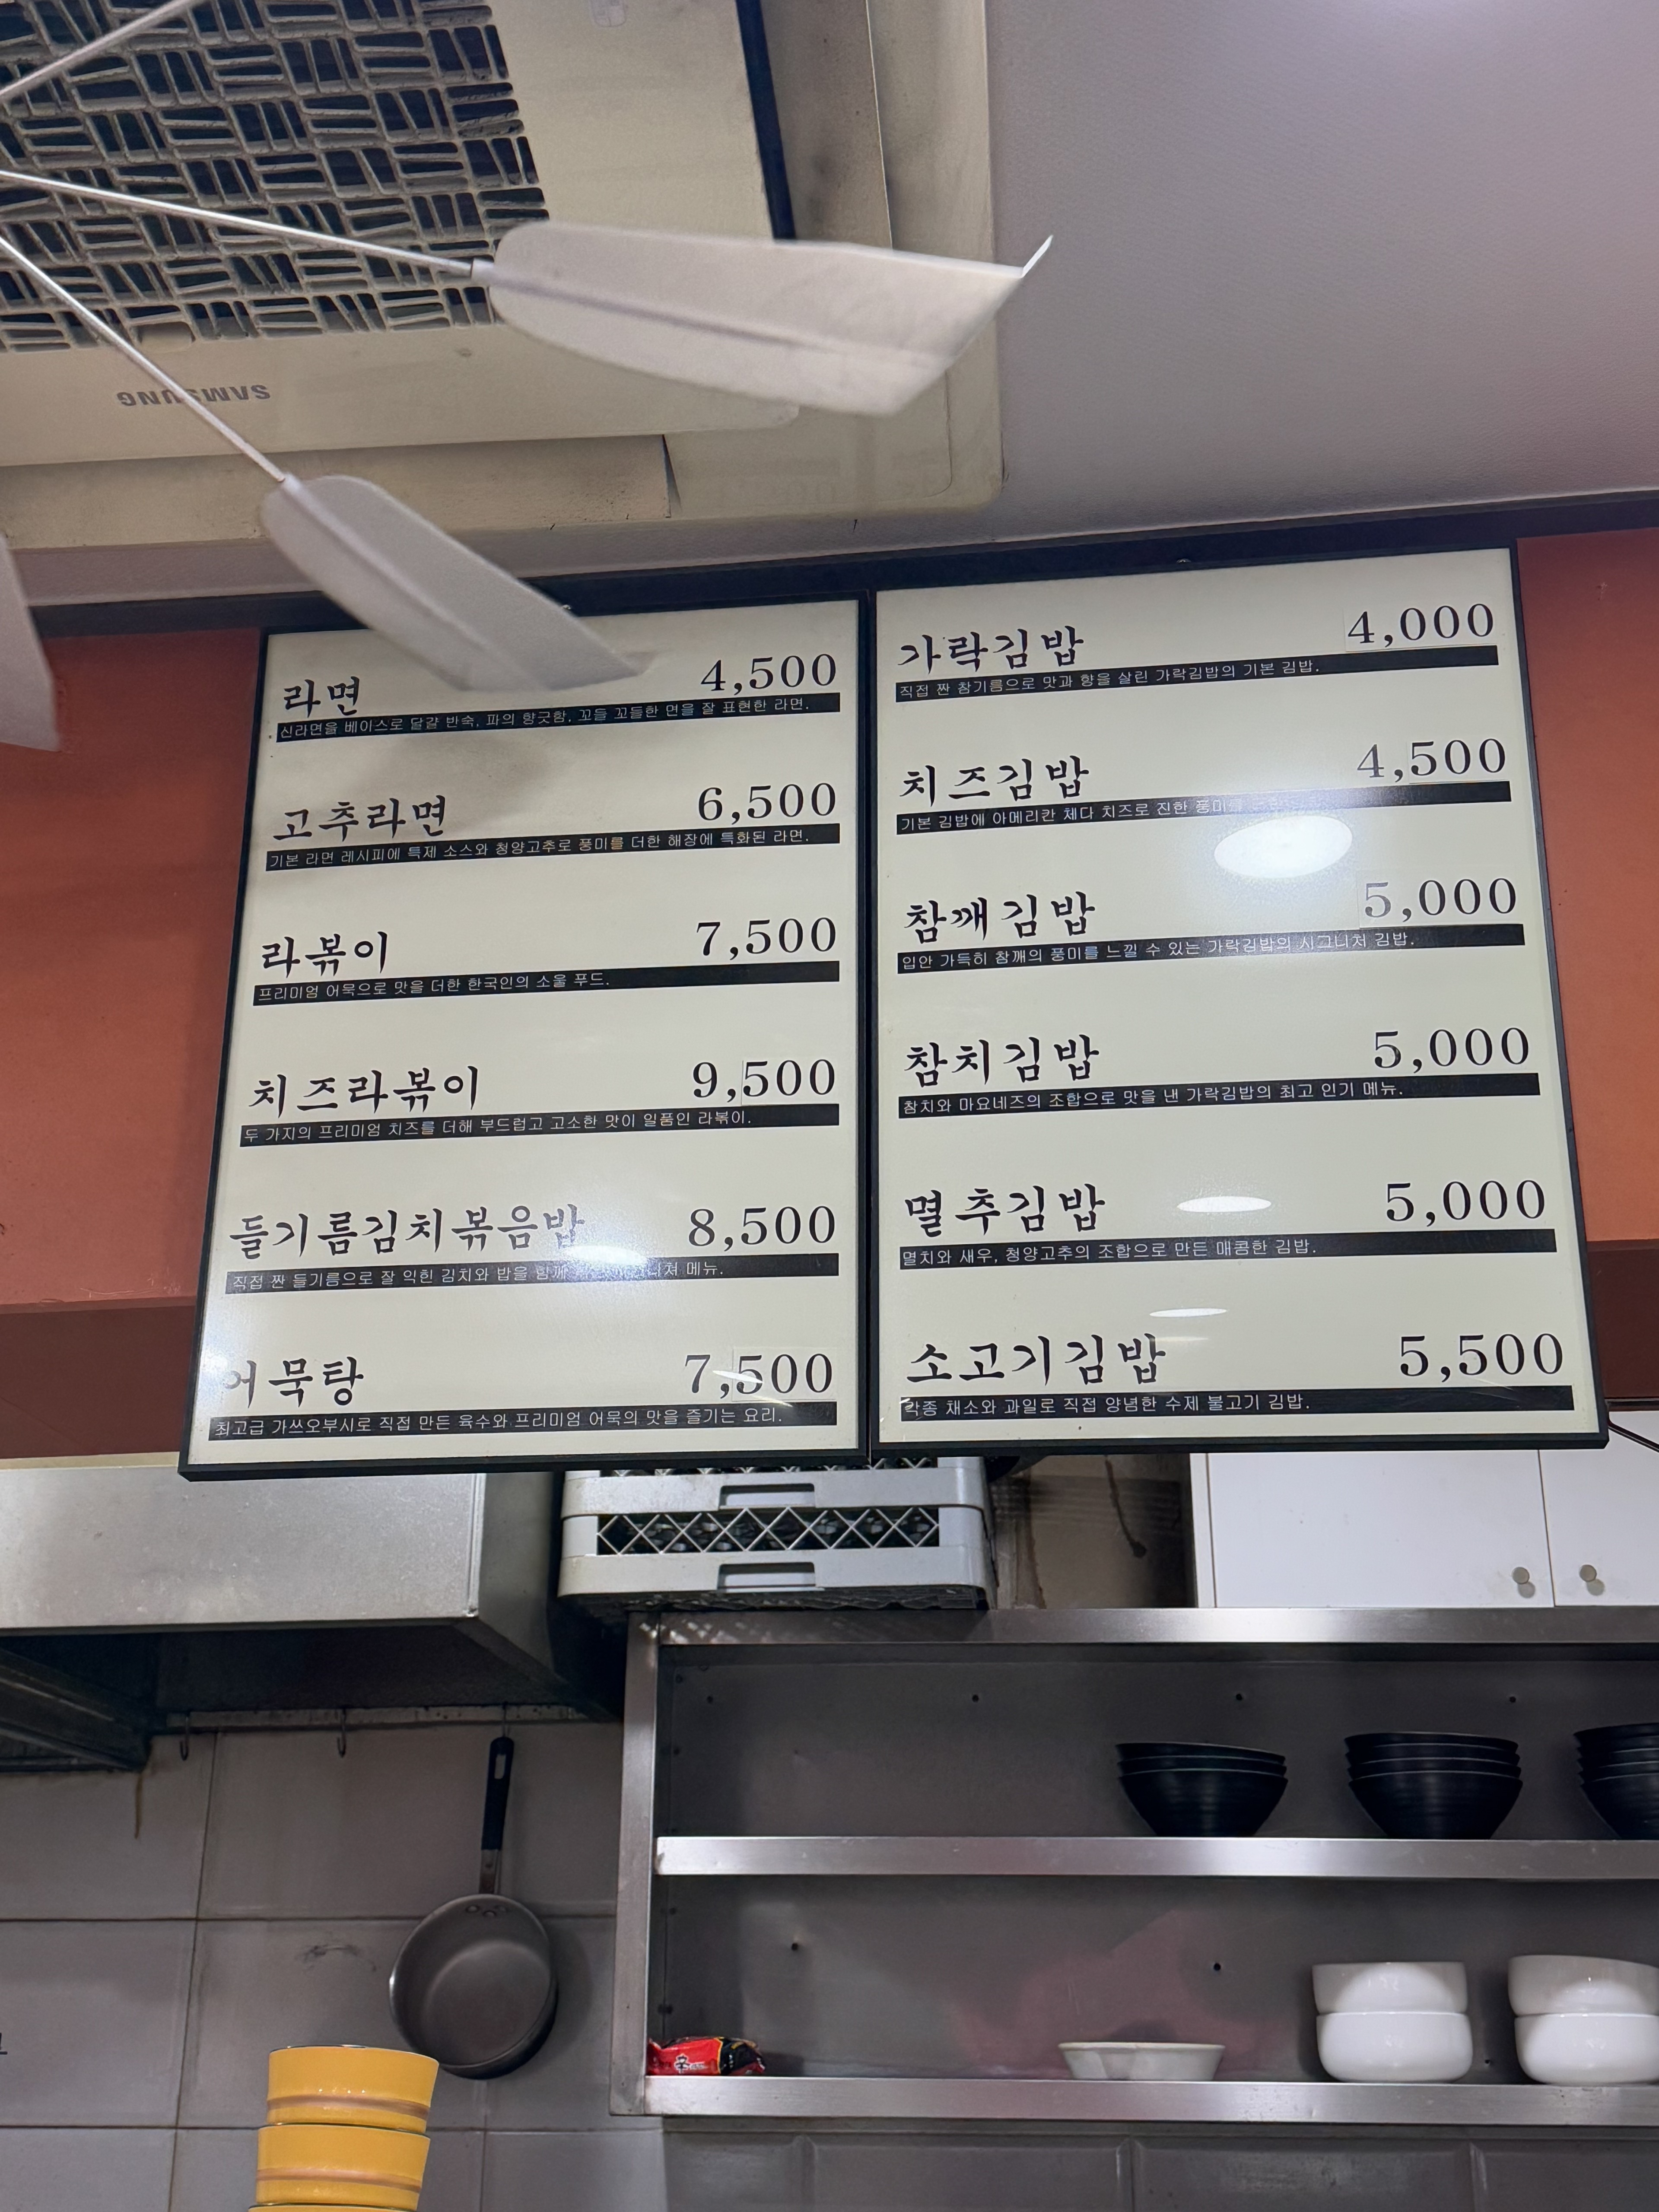 SAMSUNG
라면 4,500
신라면을 베이스로 달걀 반숙, 파의 향긋함, 꼬들 꼬들한 면을 잘 표현한 라면.
고추라면 6,500
기본 라면 레시피에 특제 소스와 청양고추로 풍미를 더한 해장에 특화된 라면.
라볶이 7,500
프리미엄 어묵으로 맛을 더한 한국인의 소울 푸드.
치즈라볶이 9,500
두 가지의 프리미엄 치즈를 더해 부드럽고 고소한 맛이 일품인 라볶이.
들기름김치볶음밥 8,500
직접 짠 들기름으로 잘 익힌 김치와 밥을 함께 메뉴.
어묵탕 7,500
최고급 가쓰오부시로 직접 만든 육수와 프리미엄 어묵의 맛을 즐기는 요리.
가락김밥 4,000
직접 짠 참기름으로 맛과 향을 살린 가락김밥의 기본 김밥.
치즈김밥 4,500
기본 김밥에 아메리칸 체다 치즈로 진한 풍미를
참깨김밥 5,000
입안 가득히 참깨의 풍미를 느낄 수 있는 가락김밥의 시그니처 김밥.
참치김밥 5,000
참치와 마요네즈의 조합으로 맛을 낸 가락김밥의 최고 인기 메뉴.
멸추김밥 5,000
멸치와 새우, 청양고추의 조합으로 만든 매콤한 김밥.
소고기김밥 5,500
각종 채소와 과일로 직접 양념한 수제 불고기 김밥.
辛